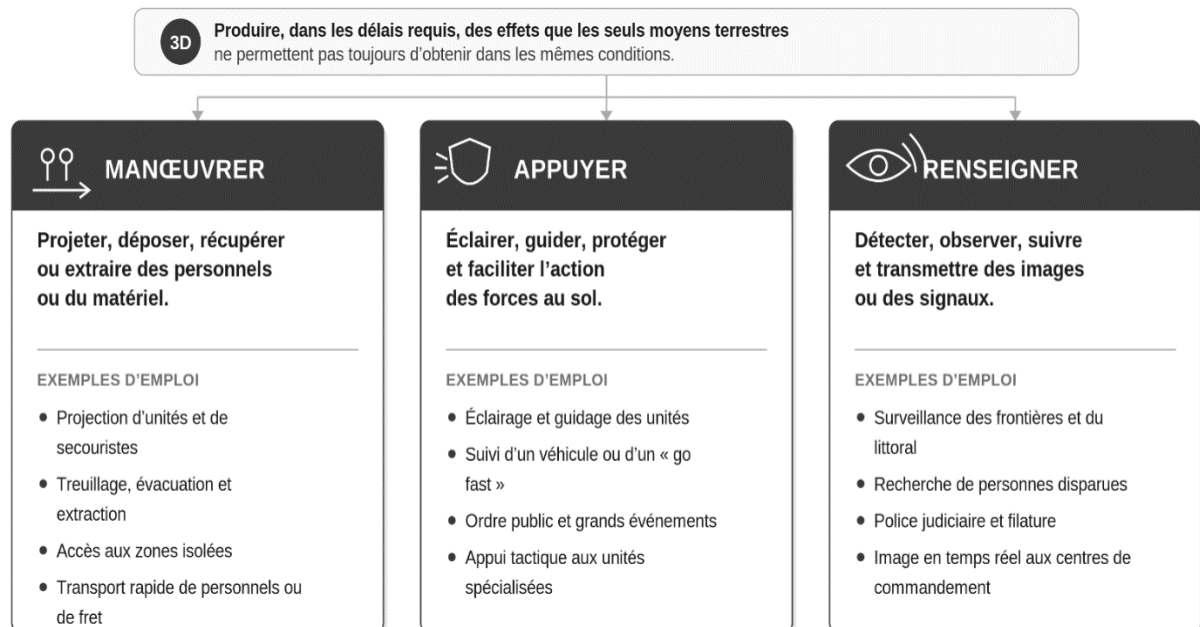 3D
Produire, dans les délais requis, des effets que les seuls moyens terrestres
ne permettent pas toujours d’obtenir dans les mêmes conditions.
MANŒUVRER
Projeter, déposer, récupérer
ou extraire des personnels
ou du matériel.
EXEMPLES D’EMPLOI
• Projection d’unités et de
secouristes
• Treuillage, évacuation et
extraction
• Accès aux zones isolées
• Transport rapide de personnels ou
de fret
APPUYER
Éclairer, guider, protéger
et faciliter l’action
des forces au sol.
EXEMPLES D’EMPLOI
• Éclairage et guidage des unités
• Suivi d’un véhicule ou d’un « go
fast »
• Ordre public et grands événements
• Appui tactique aux unités
spécialisées
RENSEIGNER
Détecter, observer, suivre
et transmettre des images
ou des signaux.
EXEMPLES D’EMPLOI
• Surveillance des frontières et du
littoral
• Recherche de personnes disparues
• Police judiciaire et filature
• Image en temps réel aux centres de
commandement